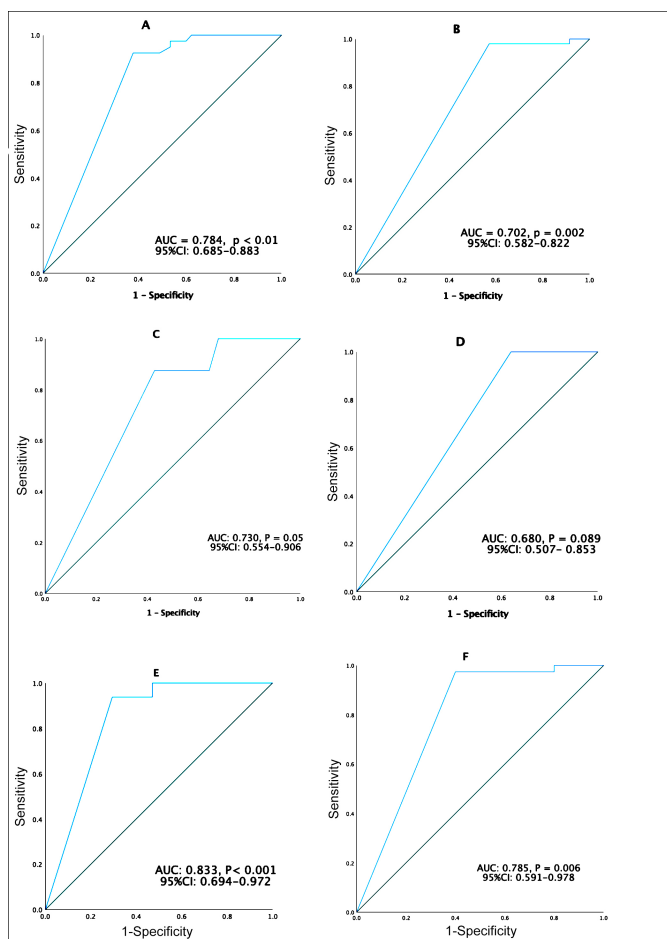 A
Sensitivity
1.0
0.8
0.6
0.4
0.2
0.0
AUC = 0.784, p < 0.01
95%CI: 0.685-0.883
0.0 0.2 0.4 0.6 0.8 1.0
1 - Specificity
B
Sensitivity
1.0
0.8
0.6
0.4
0.2
0.0
AUC = 0.702, p = 0.002
95%CI: 0.582-0.822
0.0 0.2 0.4 0.6 0.8 1.0
1 - Specificity
C
Sensitivity
1.0
0.8
0.6
0.4
0.2
0.0
AUC: 0.730, P = 0.05
95%CI: 0.554-0.906
0.0 0.2 0.4 0.6 0.8 1.0
1 - Specificity
D
Sensitivity
1.0
0.8
0.6
0.4
0.2
0.0
AUC: 0.680, P = 0.089
95%CI: 0.507- 0.853
0.0 0.2 0.4 0.6 0.8 1.0
1 - Specificity
E
Sensitivity
1.0
0.8
0.6
0.4
0.2
0.0
AUC: 0.833, P< 0.001
95%CI: 0.694-0.972
0.0 0.2 0.4 0.6 0.8 1.0
1-Specificity
F
Sensitivity
1.0
0.8
0.6
0.4
0.2
0.0
AUC: 0.785, P = 0.006
95%CI: 0.591-0.978
0.0 0.2 0.4 0.6 0.8 1.0
1-Specificity